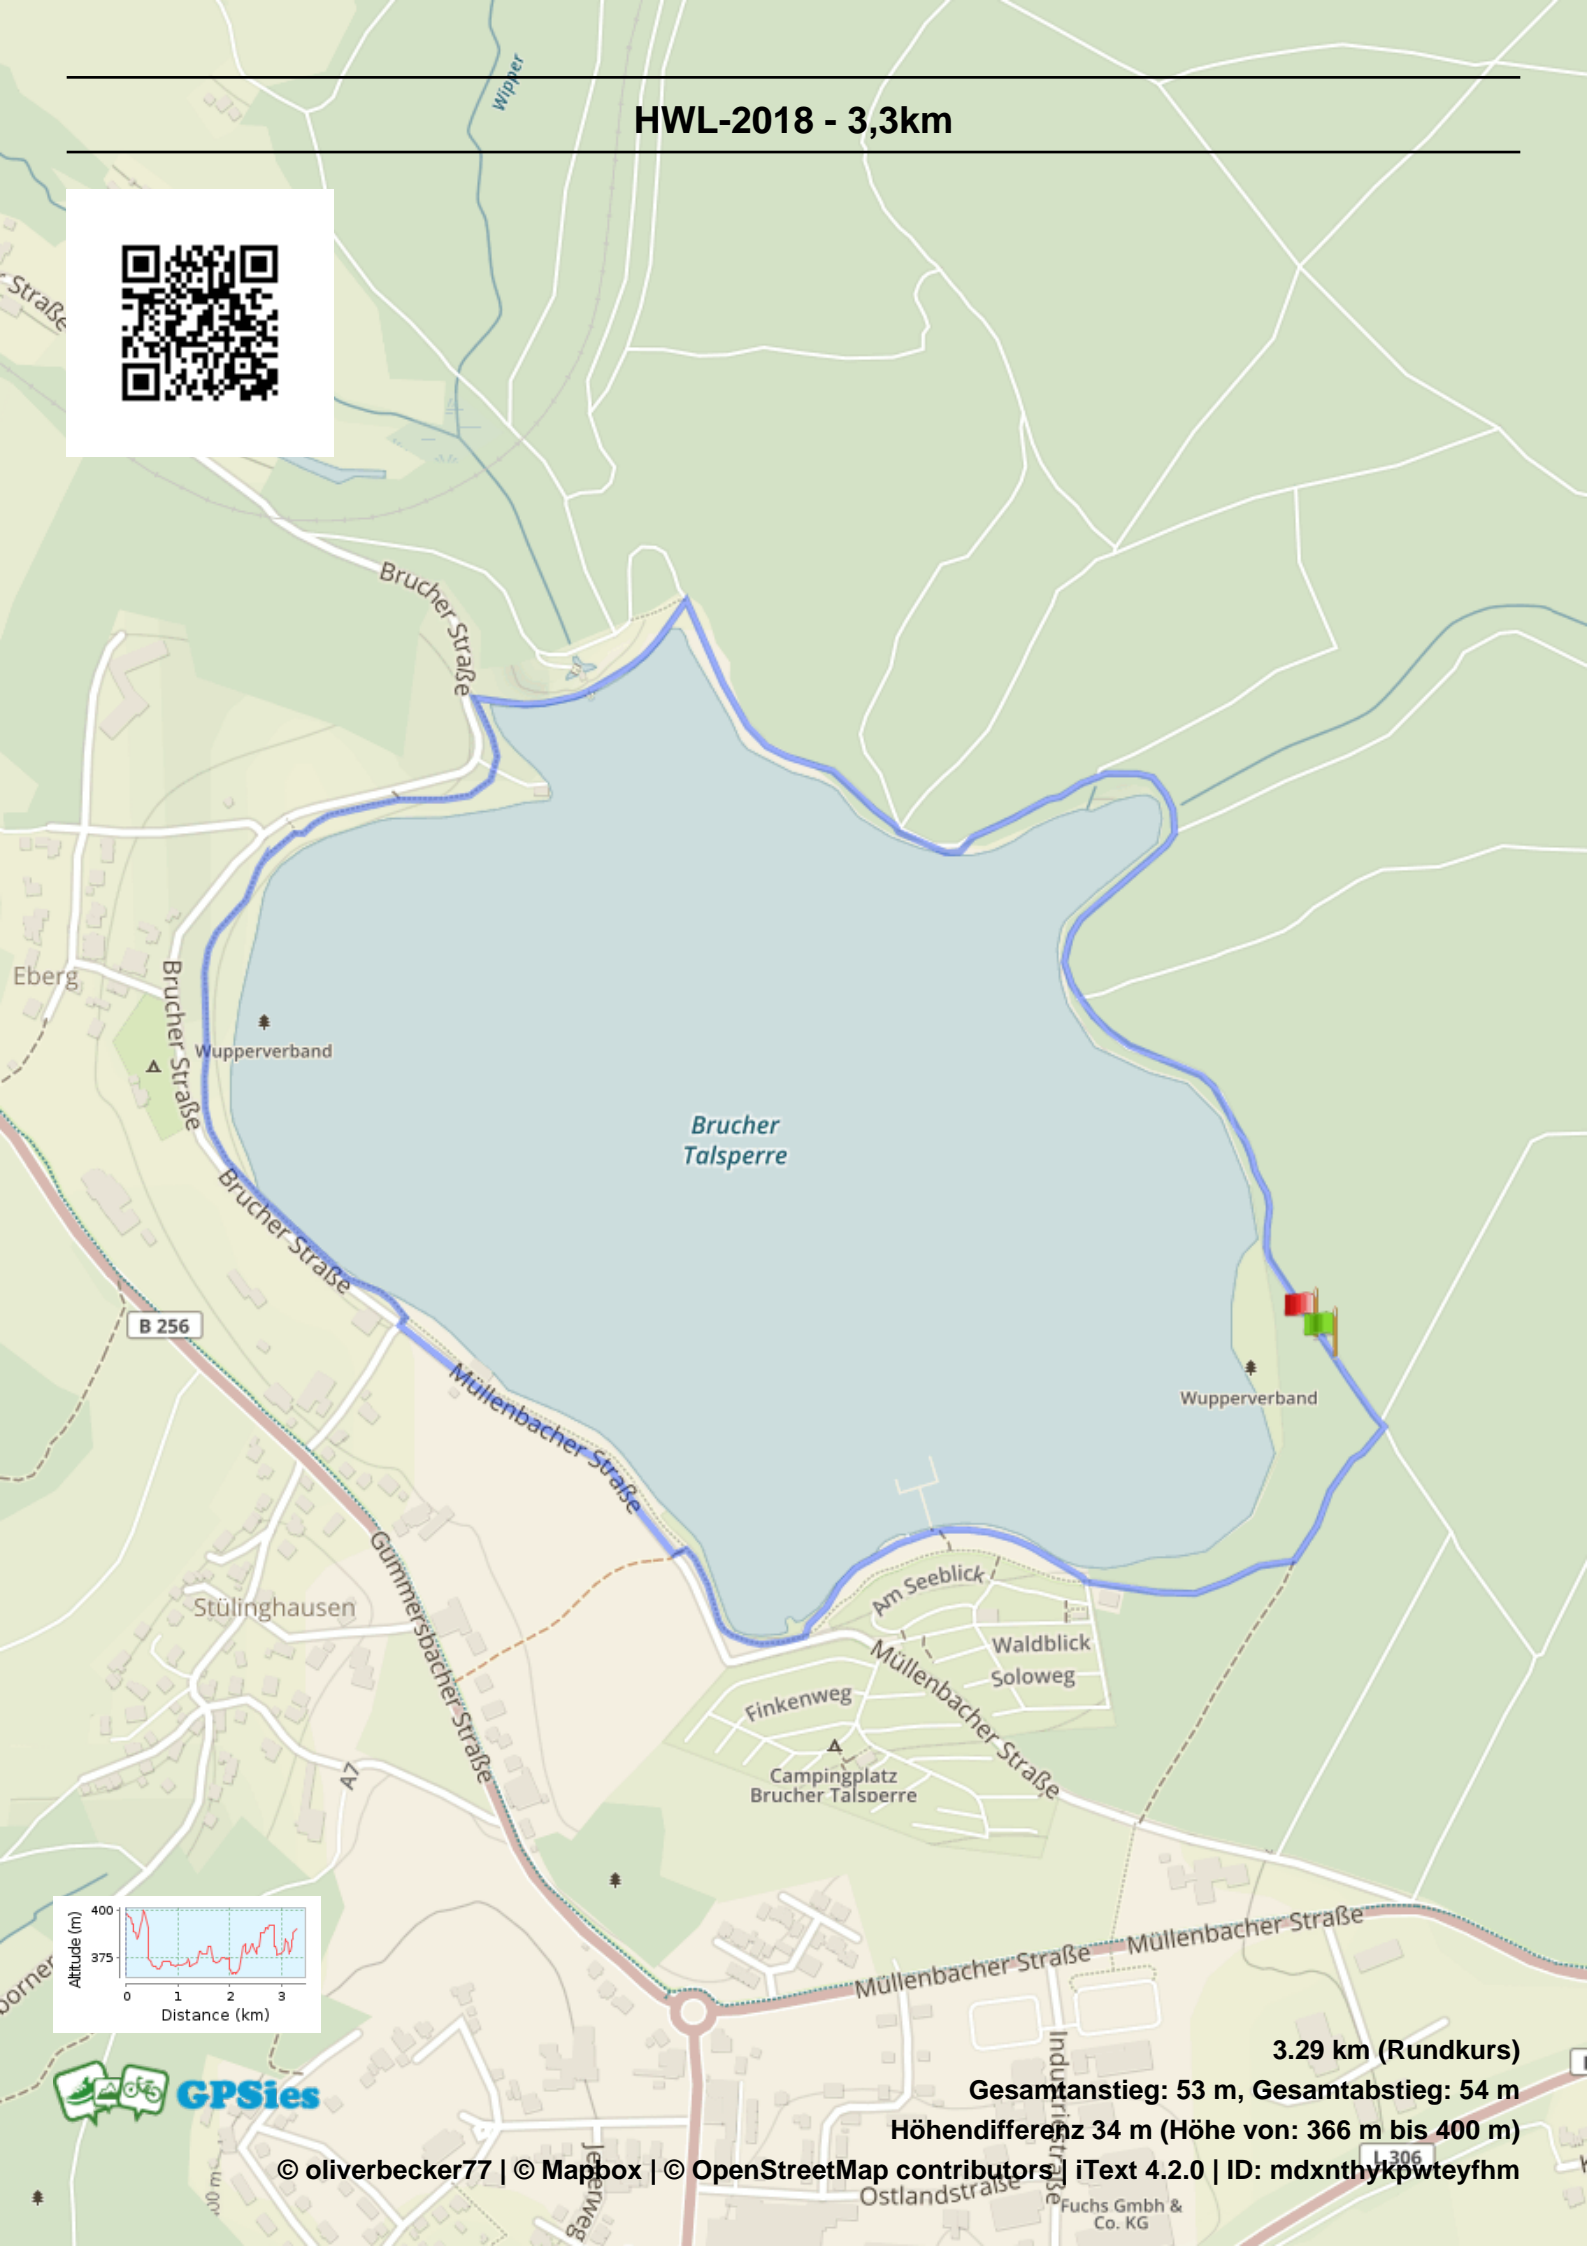 Wipper
HWL-2018 - 3,3km
r Straße
Brucher Straße
Eberg
Brucher Straße
Wupperverband
Brucher
Talsperre
Brucher Straße
B 256
Müllenbacher Straße
Wupperverband
Gummersbacher Straße
Stülinghausen
Am Seeblick
Waldblick
Soloweg
Müllenbacher Straße
Finkenweg
Campingplatz
Brucher Talsperre
A7
Müllenbacher Straße
Müllenbacher Straße
Altitude (m)
400
375
0 1 2 3
Distance (km)
Industriestraße
3.29 km (Rundkurs)
GPSies
Gesamtanstieg: 53 m, Gesamtabstieg: 54 m
Höhendifferenz 34 m (Höhe von: 366 m bis 400 m)
L 306
© oliverbecker77 | © Mapbox | © OpenStreetMap contributors | iText 4.2.0 | ID: mdxnthykpwteyfhm
Ostlandstraße
Fuchs Gmbh &
Co. KG